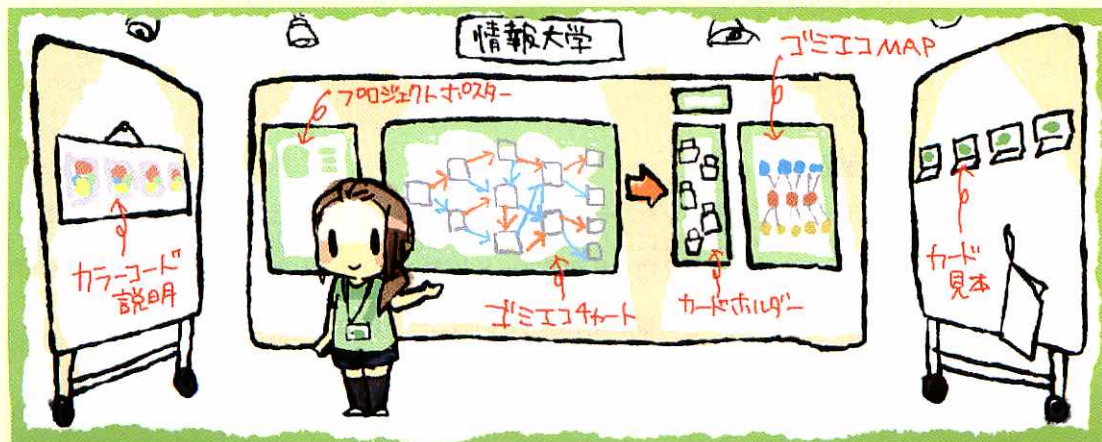 情報大学
プロジェクトポスター
ゴミエコMAP
カラーコード
説明
ゴミエコチャート
カードホルダー
カード
見本